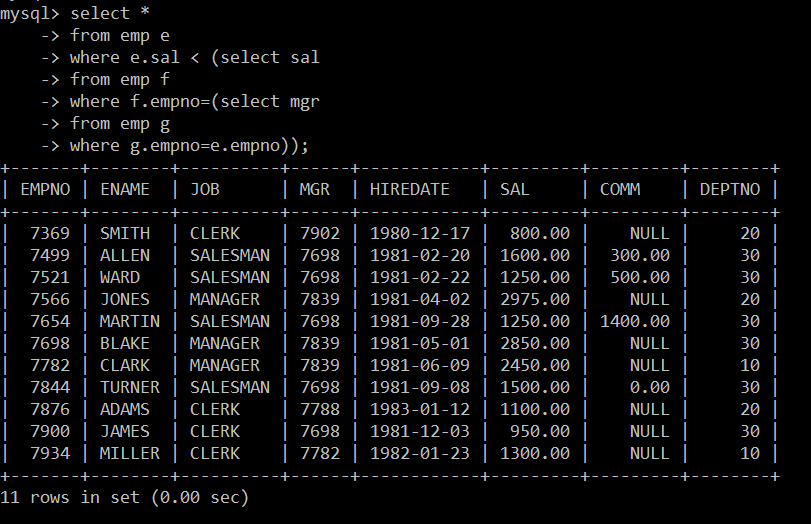 mysql> select *
    -> from emp e
    -> where e.sal < (select sal
    -> from emp f
    -> where f.empno=(select mgr
    -> from emp g
    -> where g.empno=e.empno));
+-------+--------+----------+------+------------+---------+---------+--------+
| EMPNO | ENAME  | JOB      | MGR  | HIREDATE   | SAL     | COMM    | DEPTNO |
+-------+--------+----------+------+------------+---------+---------+--------+
|  7369 | SMITH  | CLERK    | 7902 | 1980-12-17 |  800.00 |    NULL |     20 |
|  7499 | ALLEN  | SALESMAN | 7698 | 1981-02-20 | 1600.00 |  300.00 |     30 |
|  7521 | WARD   | SALESMAN | 7698 | 1981-02-22 | 1250.00 |  500.00 |     30 |
|  7566 | JONES  | MANAGER  | 7839 | 1981-04-02 | 2975.00 |    NULL |     20 |
|  7654 | MARTIN | SALESMAN | 7698 | 1981-09-28 | 1250.00 | 1400.00 |     30 |
|  7698 | BLAKE  | MANAGER  | 7839 | 1981-05-01 | 2850.00 |    NULL |     30 |
|  7782 | CLARK  | MANAGER  | 7839 | 1981-06-09 | 2450.00 |    NULL |     10 |
|  7844 | TURNER | SALESMAN | 7698 | 1981-09-08 | 1500.00 |    0.00 |     30 |
|  7876 | ADAMS  | CLERK    | 7788 | 1983-01-12 | 1100.00 |    NULL |     20 |
|  7900 | JAMES  | CLERK    | 7698 | 1981-12-03 |  950.00 |    NULL |     30 |
|  7934 | MILLER | CLERK    | 7782 | 1982-01-23 | 1300.00 |    NULL |     10 |
+-------+--------+----------+------+------------+---------+---------+--------+
11 rows in set (0.00 sec)